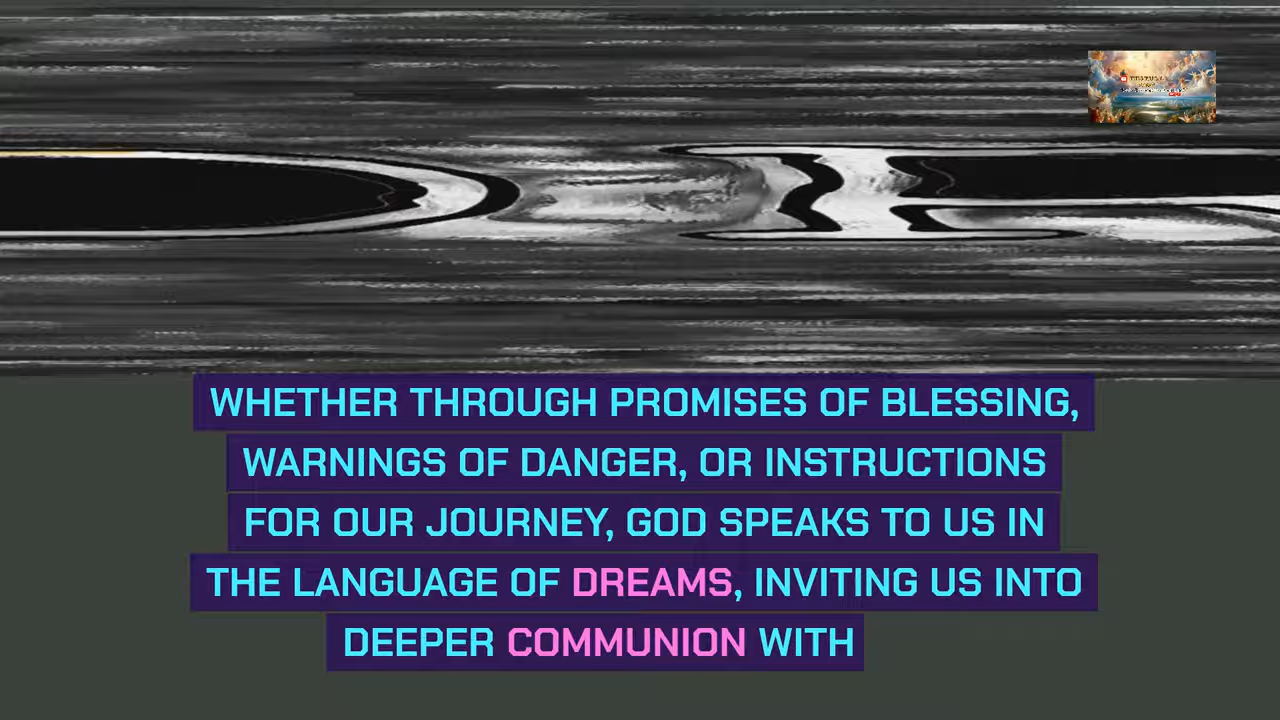 WHETHER THROUGH PROMISES OF BLESSING,
WARNINGS OF DANGER, OR INSTRUCTIONS
FOR OUR JOURNEY, GOD SPEAKS TO US IN
THE LANGUAGE OF DREAMS, INVITING US INTO
DEEPER COMMUNION WITH